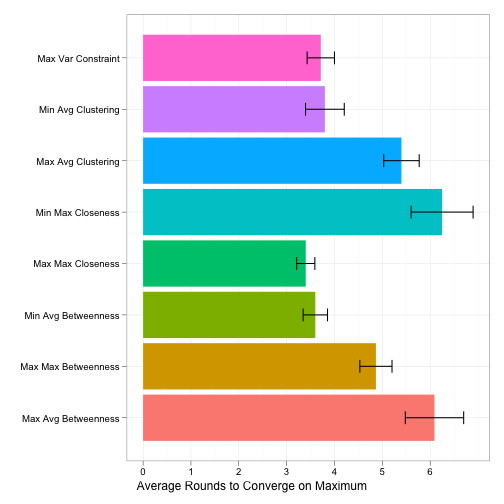 Max Var Constraint
Min Avg Clustering
Max Avg Clustering
Min Max Closeness
Max Max Closeness
Min Avg Betweenness
Max Max Betweenness
Max Avg Betweenness
0 1 2 3 4 5 6
Average Rounds to Converge on Maximum